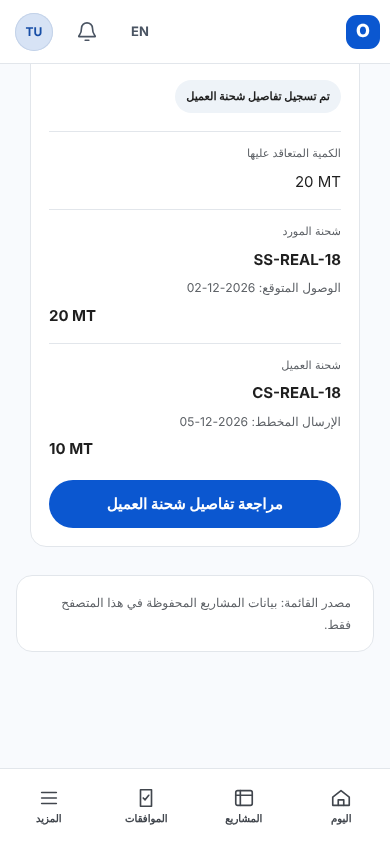 O
EN
TU
تم تسجيل تفاصيل شحنة العميل
الكمية المتعاقد عليها
20 MT
شحنة المورد
SS-REAL-18
الوصول المتوقع: 2026-12-02
20 MT
شحنة العميل
CS-REAL-18
الإرسال المخطط: 2026-12-05
10 MT
مراجعة تفاصيل شحنة العميل
مصدر القائمة: بيانات المشاريع المحفوظة في هذا المتصفح
فقط.
اليوم
المشاريع
الموافقات
المزيد